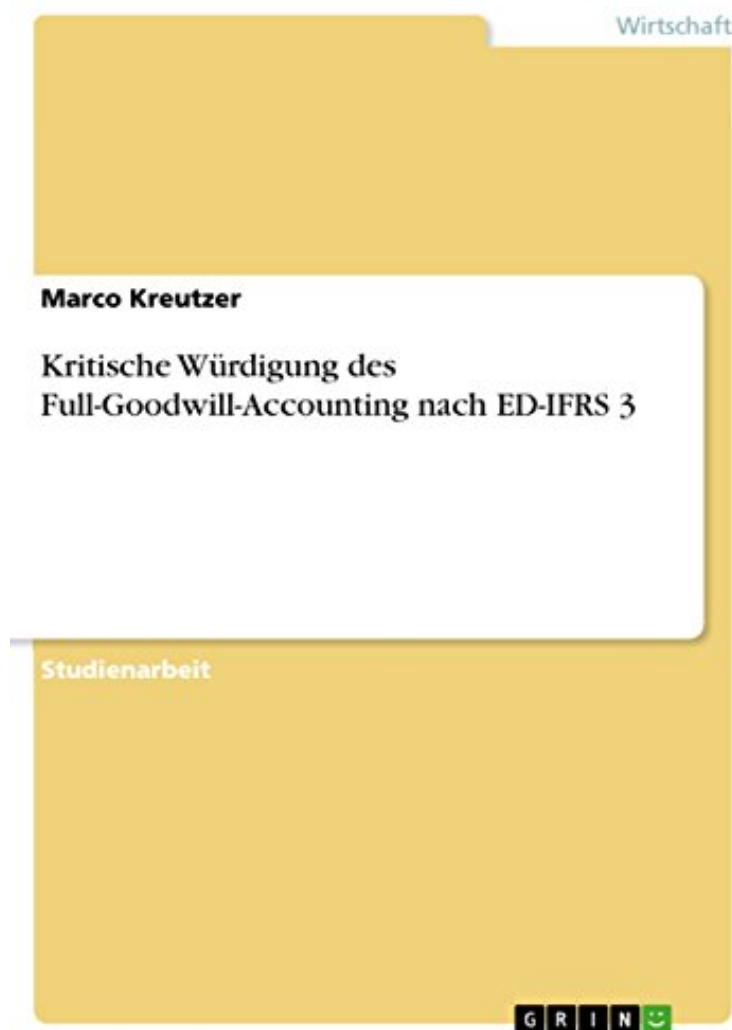 Wirtschaft
Marco Kreutzer
Kritische Würdigung des
Full-Goodwill-Accounting nach ED-IFRS 3
Studienarbeit
GRIN